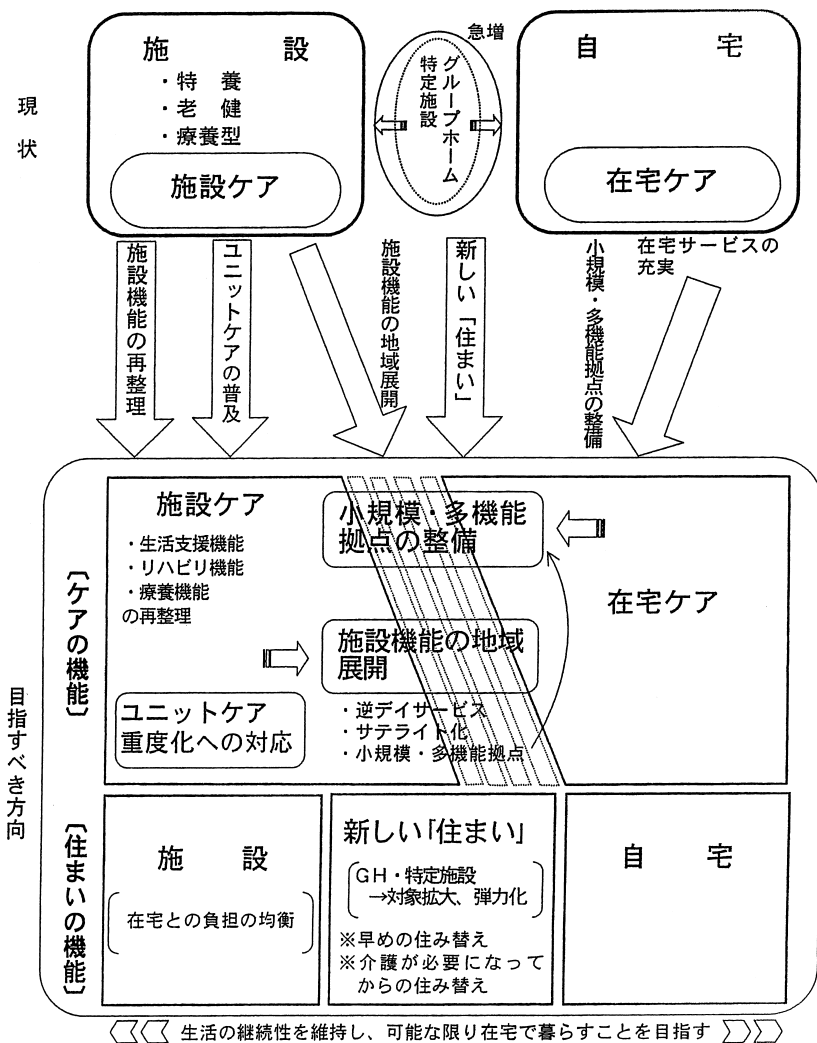 現状
施設
・特養
・老健
・療養型
施設ケア
急増
グループホーム
特定施設
自宅
在宅ケア
施設機能の再整理
ユニットケアの普及
施設機能の地域展開
新しい「住まい」
小規模・多機能拠点の整備
在宅サービスの
充実
目指すべき方向
〔ケアの機能〕
施設ケア
・生活支援機能
・リハビリ機能
・療養機能
の再整理
ユニットケア
重度化への対応
小規模・多機能
拠点の整備
施設機能の地域
展開
・逆デイサービス
・サテライト化
・小規模・多機能拠点
在宅ケア
〔住まいの機能〕
施設
在宅との負担の均衡
新しい「住まい」
GH・特定施設
→対象拡大、弾力化
※早めの住み替え
※介護が必要になって
からの住み替え
自宅
生活の継続性を維持し、可能な限り在宅で暮らすことを目指す